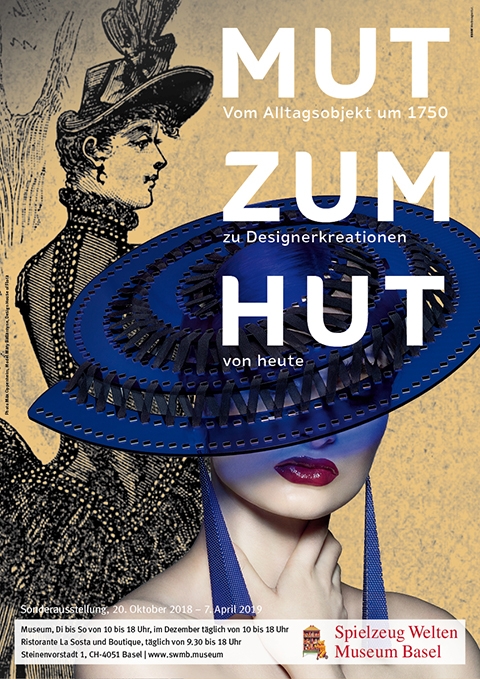 MUT
Vom Alltagsobjekt um 1750
ZUM
zu Designerkreationen
HUT
von heute
Sonderausstellung, 20. Oktober 2018 – 7. April 2019
Museum, Di bis So von 10 bis 18 Uhr, im Dezember täglich von 10 bis 18 Uhr
Ristorante La Sosta und Boutique, täglich von 9.30 bis 18 Uhr
Steinenvorstadt 1, CH-4051 Basel | www.swmb.museum
Spielzeug Welten
Museum Basel